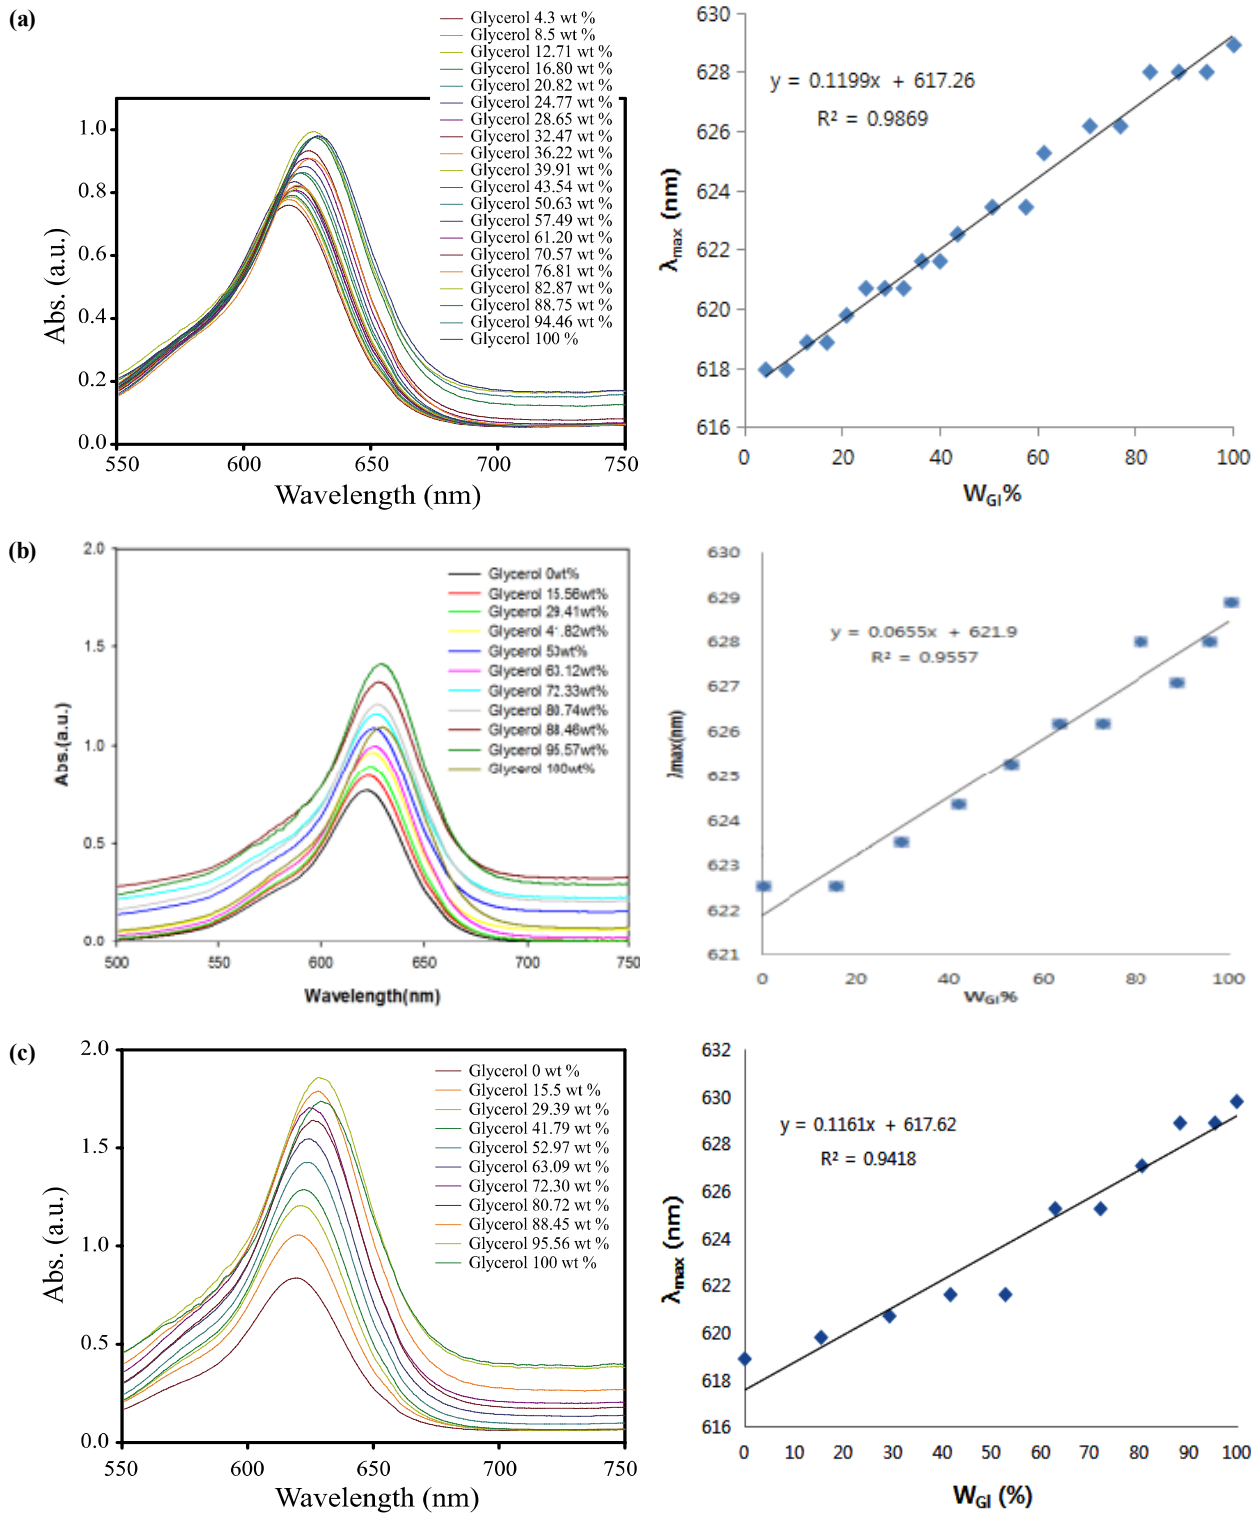 (a)
Glycerol 4.3 wt %
Glycerol 8.5 wt %
Glycerol 12.71 wt %
Glycerol 16.80 wt %
Glycerol 20.82 wt %
Glycerol 24.77 wt %
Glycerol 28.65 wt %
Glycerol 32.47 wt %
Glycerol 36.22 wt %
Glycerol 39.91 wt %
Glycerol 43.54 wt %
Glycerol 50.63 wt %
Glycerol 57.49 wt %
Glycerol 61.20 wt %
Glycerol 70.57 wt %
Glycerol 76.81 wt %
Glycerol 82.87 wt %
Glycerol 88.75 wt %
Glycerol 94.46 wt %
Glycerol 100 %
1.0
0.8
0.6
0.4
0.2
0.0
Abs. (a.u.)
550 600 650 700 750
Wavelength (nm)
630
628
626
624
622
620
618
616
λmax (nm)
y = 0.1199x + 617.26
R² = 0.9869
0 20 40 60 80 100
WGl%
(b)
2.0
1.5
1.0
0.5
0.0
Abs.(a.u.)
Glycerol 0wt%
Glycerol 15.56wt%
Glycerol 29.41wt%
Glycerol 41.82wt%
Glycerol 53wt%
Glycerol 63.12wt%
Glycerol 72.33wt%
Glycerol 80.74wt%
Glycerol 88.46wt%
Glycerol 95.57wt%
Glycerol 100wt%
500 550 600 650 700 750
Wavelength(nm)
630
629
628
627
626
625
624
623
622
621
λmax(nm)
y = 0.0655x + 621.9
R² = 0.9557
0 20 40 60 80 100
WGl%
(c)
2.0
1.5
1.0
0.5
0.0
Abs. (a.u.)
Glycerol 0 wt %
Glycerol 15.5 wt %
Glycerol 29.39 wt %
Glycerol 41.79 wt %
Glycerol 52.97 wt %
Glycerol 63.09 wt %
Glycerol 72.30 wt %
Glycerol 80.72 wt %
Glycerol 88.45 wt %
Glycerol 95.56 wt %
Glycerol 100 wt %
550 600 650 700 750
Wavelength (nm)
632
630
628
626
624
622
620
618
616
λmax (nm)
y = 0.1161x + 617.62
R² = 0.9418
0 10 20 30 40 50 60 70 80 90 100
WGl (%)